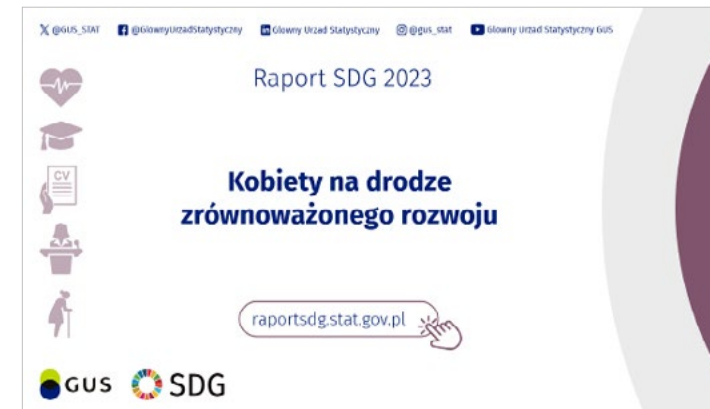 @GUS_STAT @GlownyUrzadStatystyczny Glowny Urzad Statystyczny @gus_stat Glowny Urzad Statystyczny GUS
Raport SDG 2023
CV
Kobiety na drodze
zrównoważonego rozwoju
raportsdg.stat.gov.pl
GUS SDG